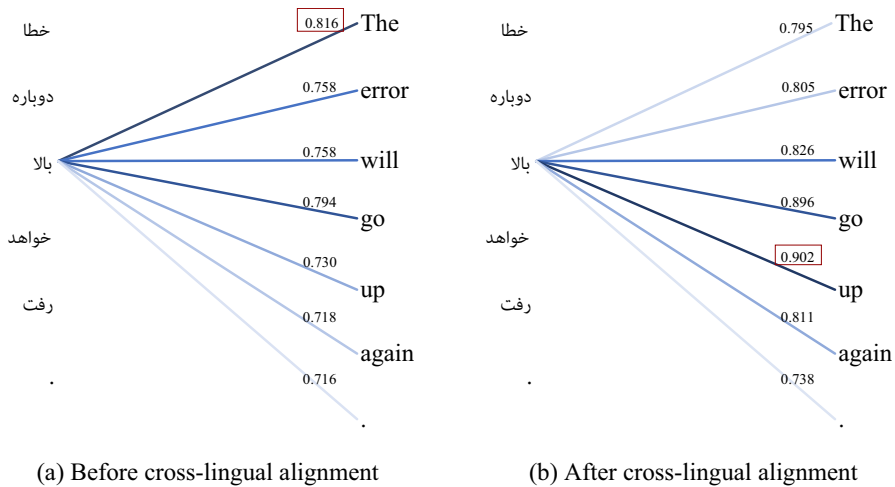 خطا
دوباره
بالا
خواهد
رفت
.
0.816 The
0.758 error
0.758 will
0.794 go
0.730 up
0.718 again
0.716 .
(a) Before cross-lingual alignment
خطا
دوباره
بالا
خواهد
رفت
.
0.795 The
0.805 error
0.826 will
0.896 go
0.902 up
0.811 again
0.738 .
(b) After cross-lingual alignment